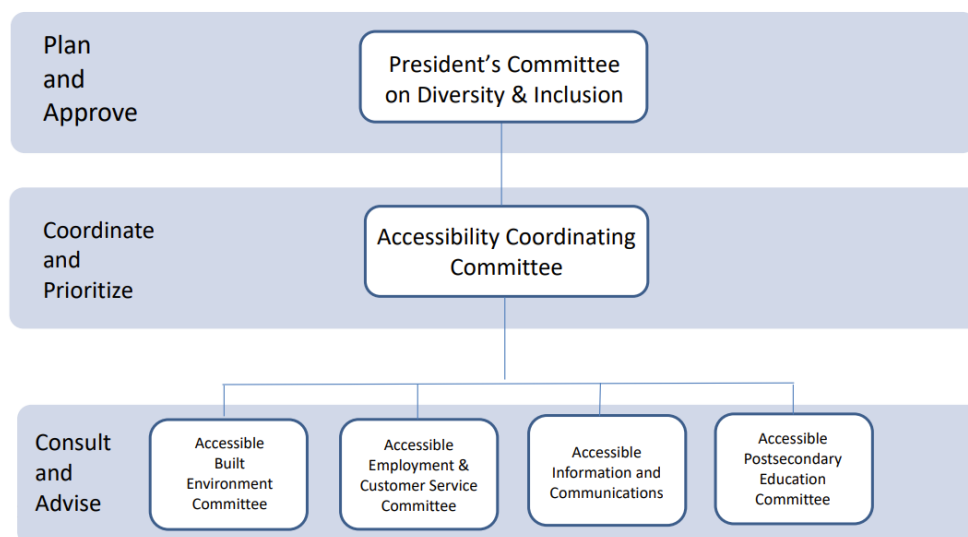 Plan
and
Approve
President’s Committee
on Diversity & Inclusion
Coordinate
and
Prioritize
Accessibility Coordinating
Committee
Consult
and
Advise
Accessible
Built
Environment
Committee
Accessible
Employment &
Customer Service
Committee
Accessible
Information and
Communications
Accessible
Postsecondary
Education
Committee